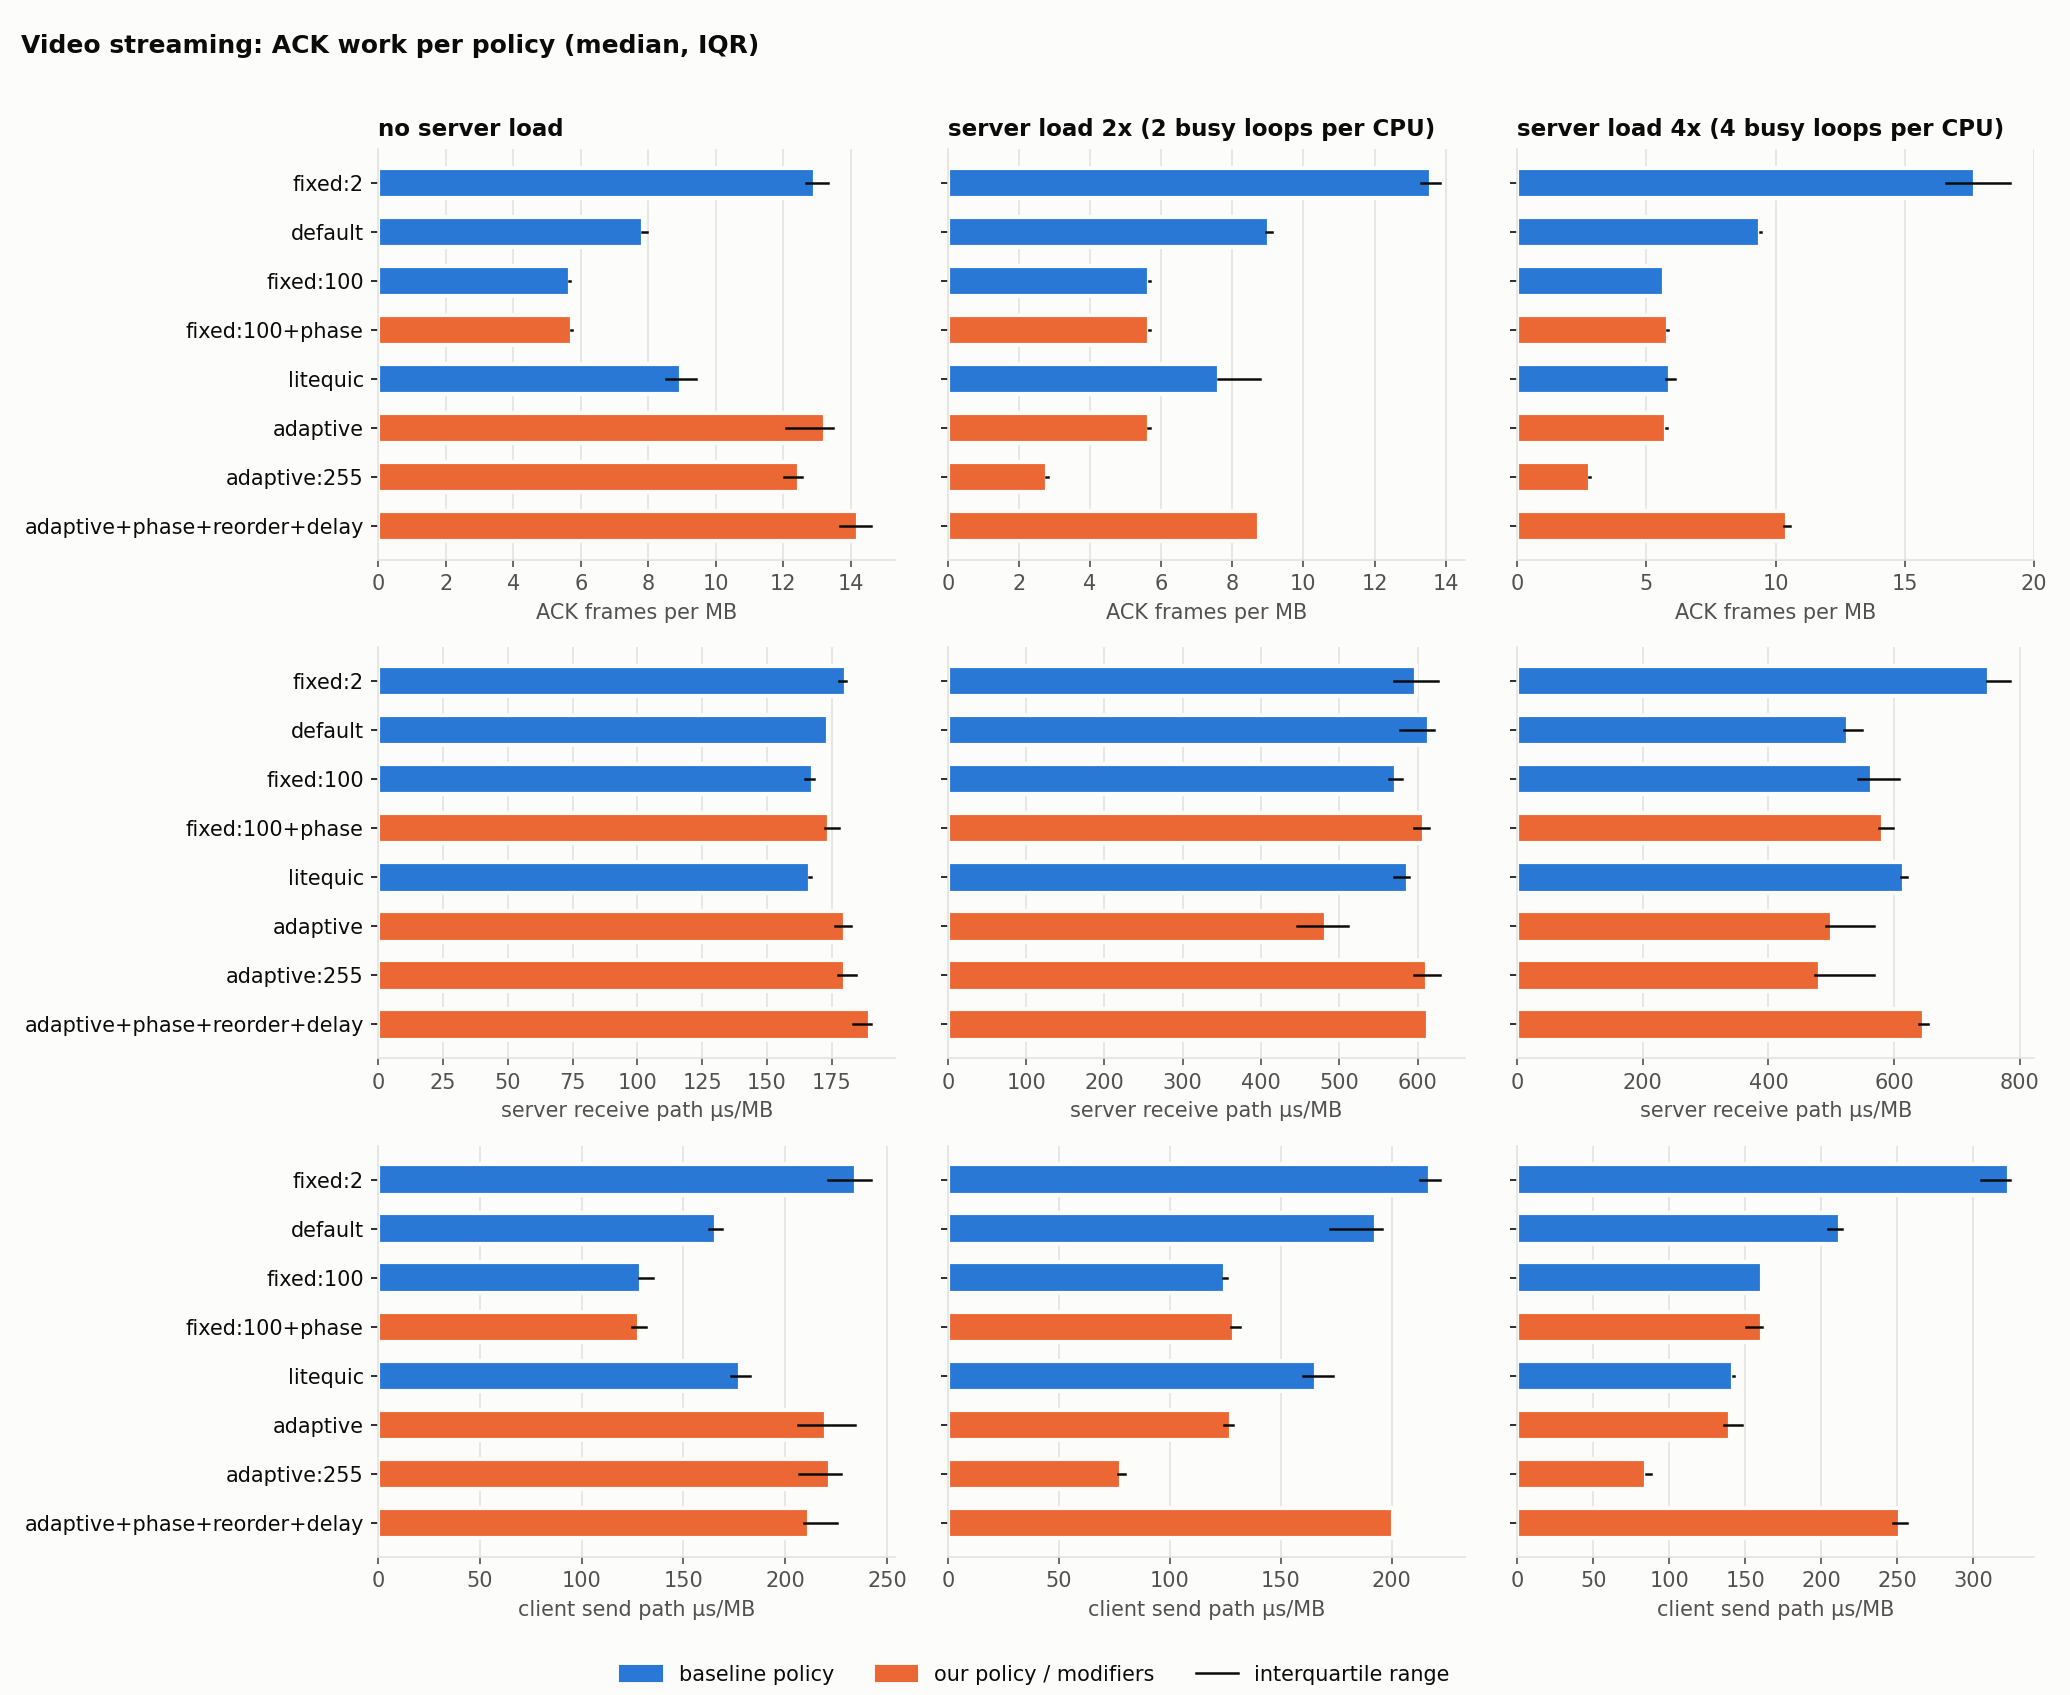 Video streaming: ACK work per policy (median, IQR)
no server load
server load 2x (2 busy loops per CPU)
server load 4x (4 busy loops per CPU)
fixed:2
default
fixed:100
fixed:100+phase
litequic
adaptive
adaptive:255
adaptive+phase+reorder+delay
0 2 4 6 8 10 12 14
0 2 4 6 8 10 12 14
0 5 10 15 20
ACK frames per MB
ACK frames per MB
ACK frames per MB
fixed:2
default
fixed:100
fixed:100+phase
litequic
adaptive
adaptive:255
adaptive+phase+reorder+delay
0 25 50 75 100 125 150 175
0 100 200 300 400 500 600
0 200 400 600 800
server receive path µs/MB
server receive path µs/MB
server receive path µs/MB
fixed:2
default
fixed:100
fixed:100+phase
litequic
adaptive
adaptive:255
adaptive+phase+reorder+delay
0 50 100 150 200 250
0 50 100 150 200
0 50 100 150 200 250 300
client send path µs/MB
client send path µs/MB
client send path µs/MB
baseline policy
our policy / modifiers
interquartile range